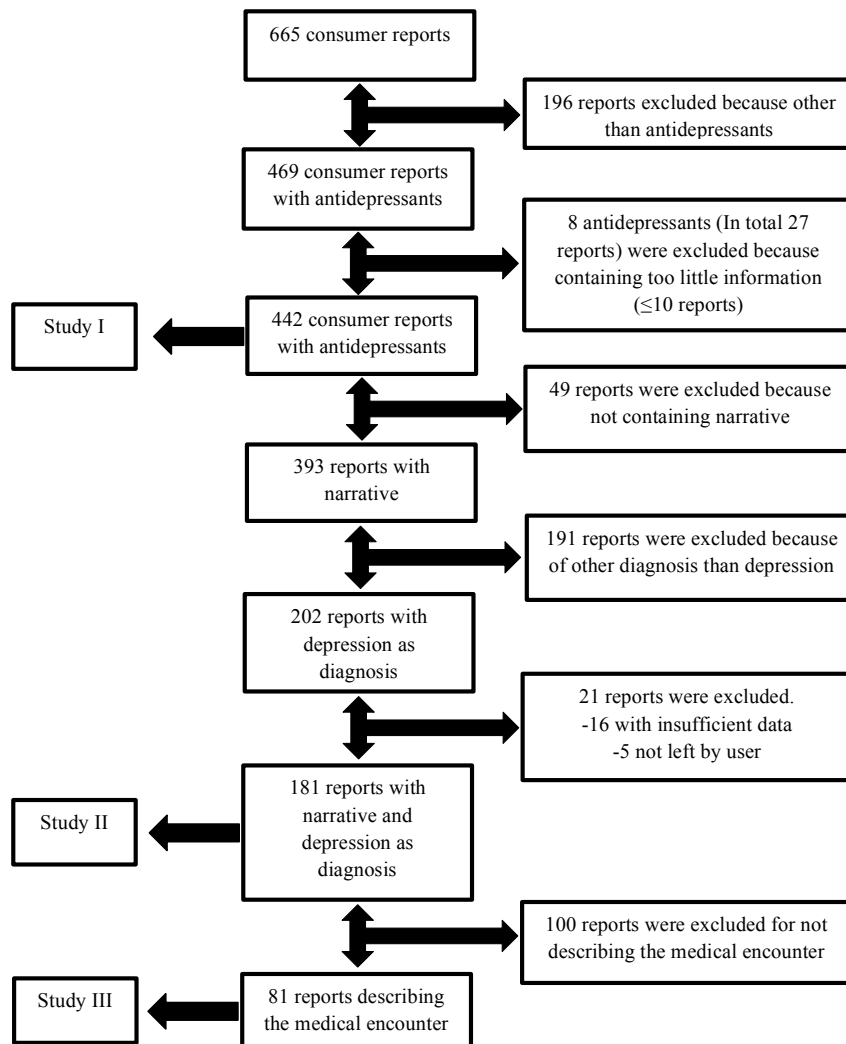 665 consumer reports
196 reports excluded because other
than antidepressants
469 consumer reports
with antidepressants
8 antidepressants (In total 27
reports) were excluded because
containing too little information
(≤10 reports)
Study I
442 consumer reports
with antidepressants
49 reports were excluded because
not containing narrative
393 reports with
narrative
191 reports were excluded because
of other diagnosis than depression
202 reports with
depression as
diagnosis
21 reports were excluded.
-16 with insufficient data
-5 not left by user
Study II
181 reports with
narrative and
depression as
diagnosis
100 reports were excluded for not
describing the medical encounter
Study III
81 reports describing
the medical encounter